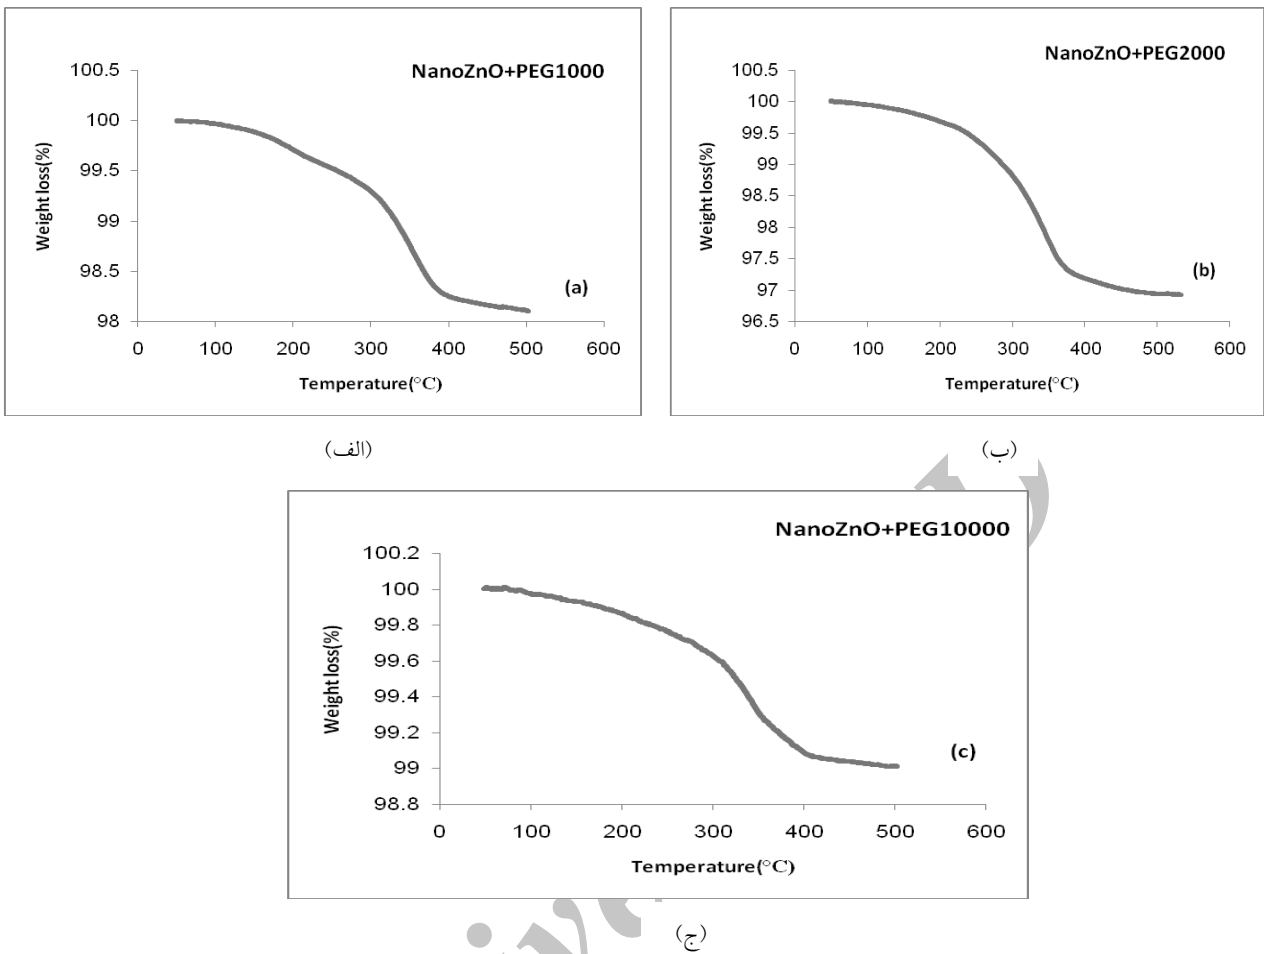 NanoZnO+PEG1000
100.5
100
99.5
99
98.5
98
Weight loss(%)
(a)
0 100 200 300 400 500 600
Temperature(°C)
(الف)
NanoZnO+PEG2000
100.5
100
99.5
99
98.5
98
97.5
97
96.5
Weight loss(%)
(b)
0 100 200 300 400 500 600
Temperature(°C)
(ب)
NanoZnO+PEG10000
100.2
100
99.8
99.6
99.4
99.2
99
98.8
Weight loss(%)
(c)
0 100 200 300 400 500 600
Temperature(°C)
(ج)